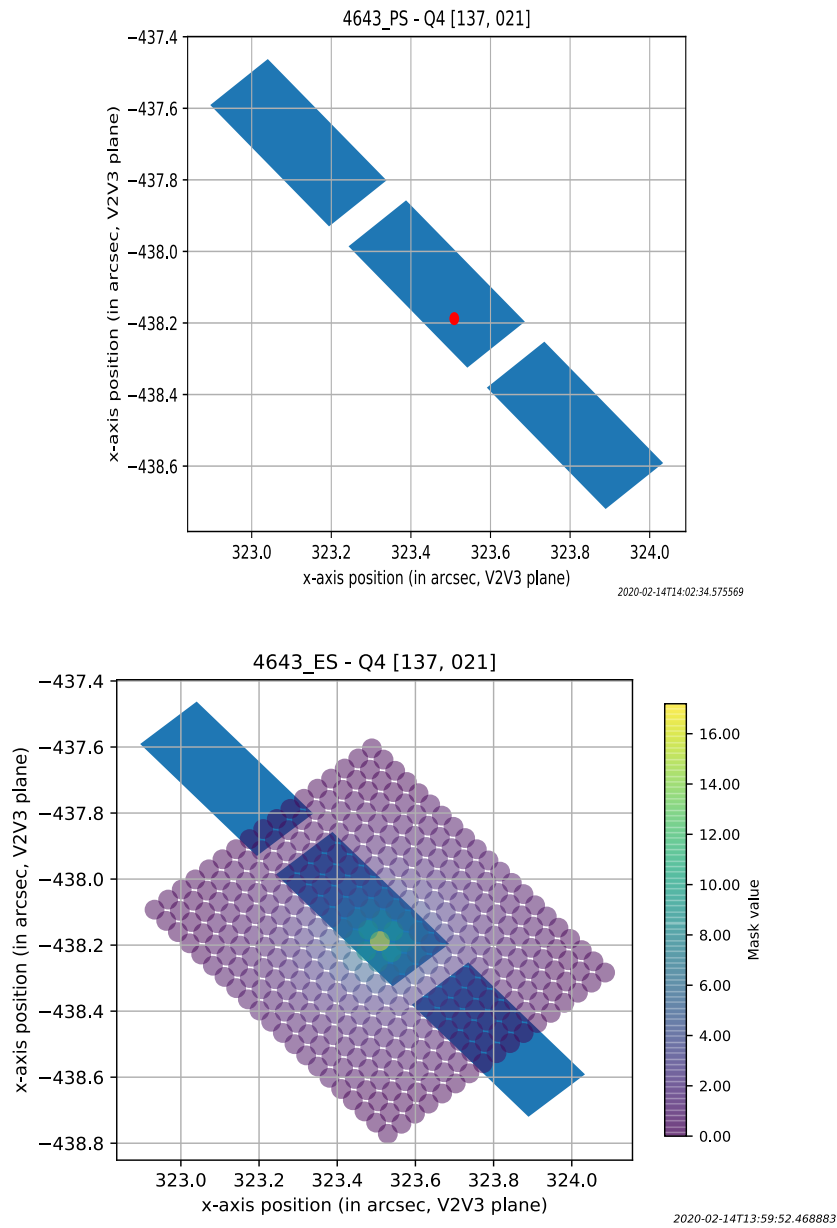 4643_PS - Q4 [137, 021]
−437.4
−437.6
−437.8
−438.0
−438.2
−438.4
−438.6
x-axis position (in arcsec, V2V3 plane)
323.0 323.2 323.4 323.6 323.8 324.0
x-axis position (in arcsec, V2V3 plane)
2020-02-14T14:02:34.575569
4643_ES - Q4 [137, 021]
−437.4
−437.6
−437.8
−438.0
−438.2
−438.4
−438.6
−438.8
x-axis position (in arcsec, V2V3 plane)
323.0 323.2 323.4 323.6 323.8 324.0
x-axis position (in arcsec, V2V3 plane)
16.00
14.00
12.00
10.00
8.00
6.00
4.00
2.00
0.00
Mask value
2020-02-14T13:59:52.468883